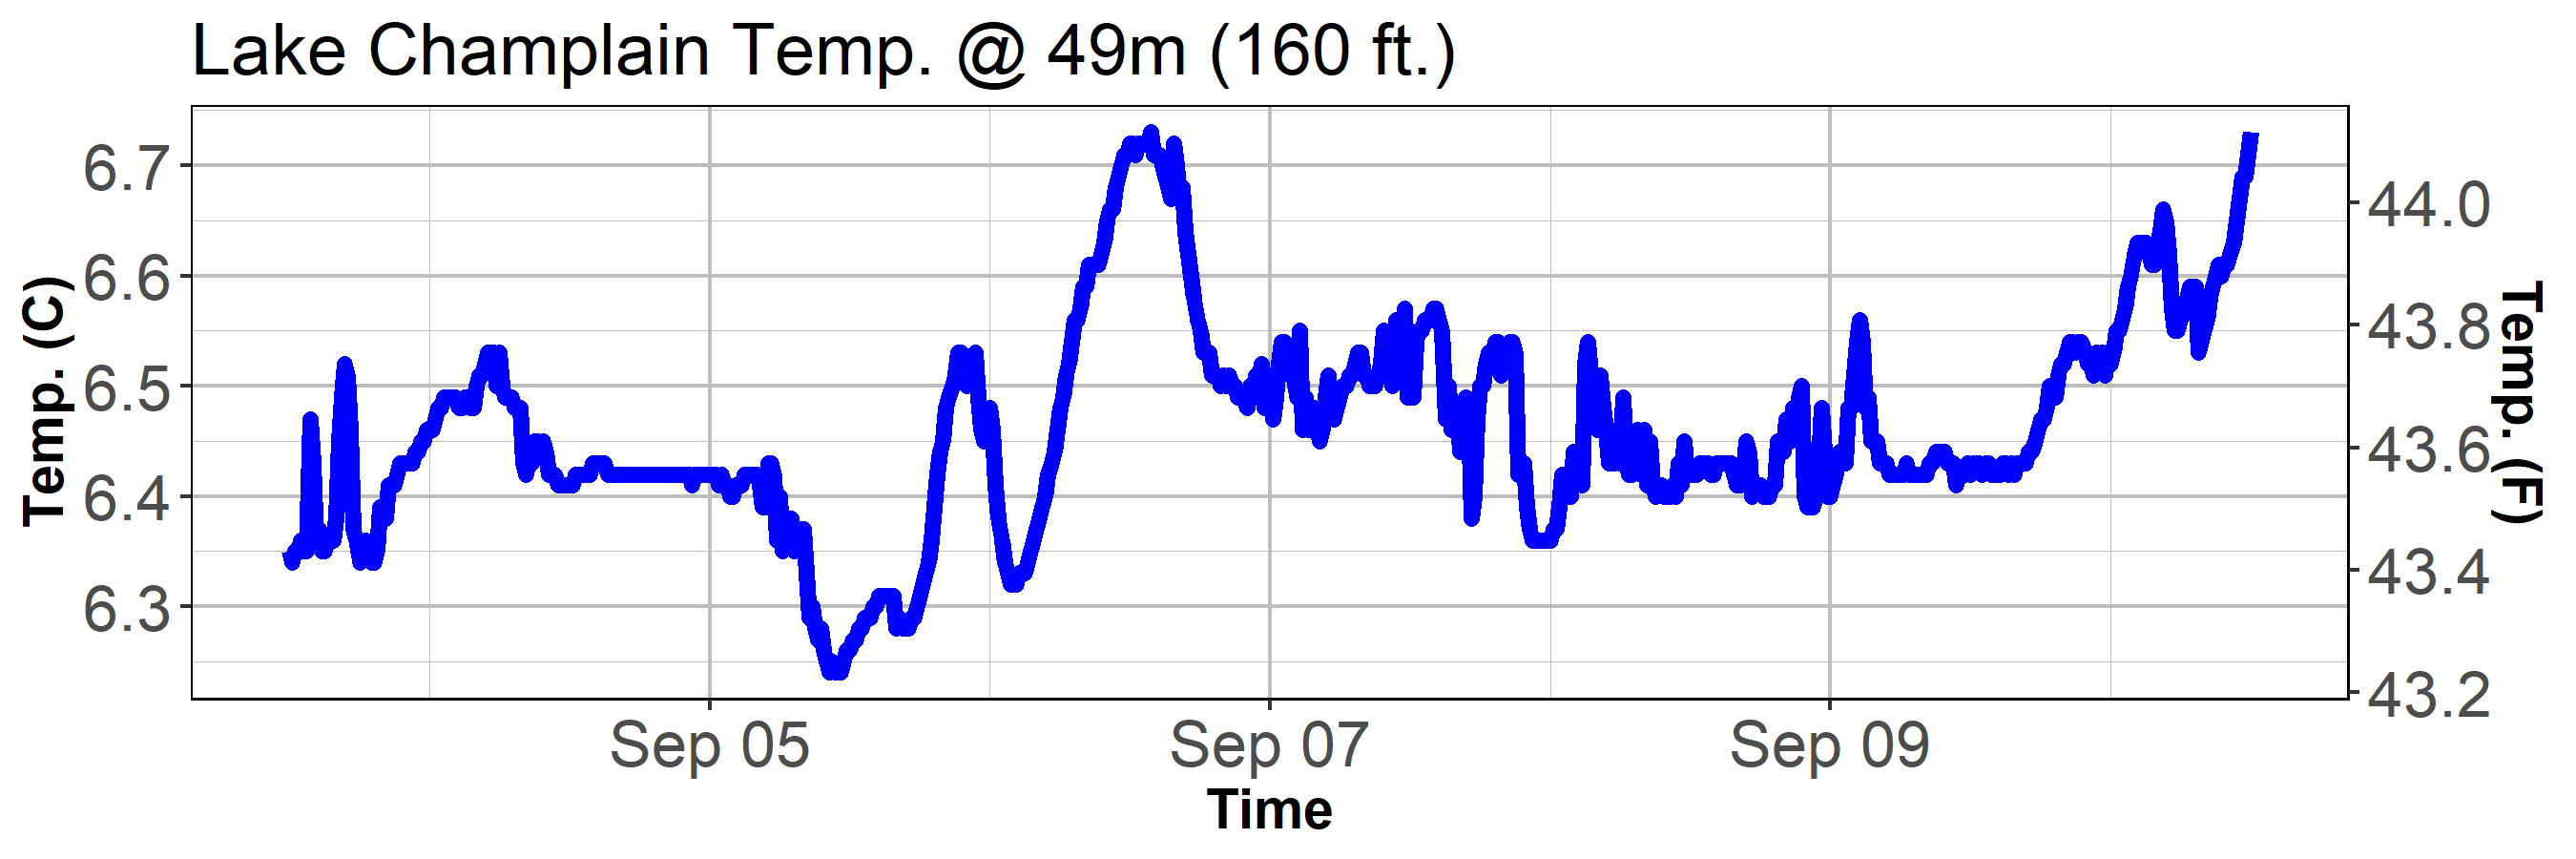 Lake Champlain Temp. @ 49m (160 ft.)
Temp. (C)
6.7
6.6
6.5
6.4
6.3
44.0
43.8
43.6
43.4
43.2
Temp. (F)
Sep 05 Sep 07 Sep 09
Time